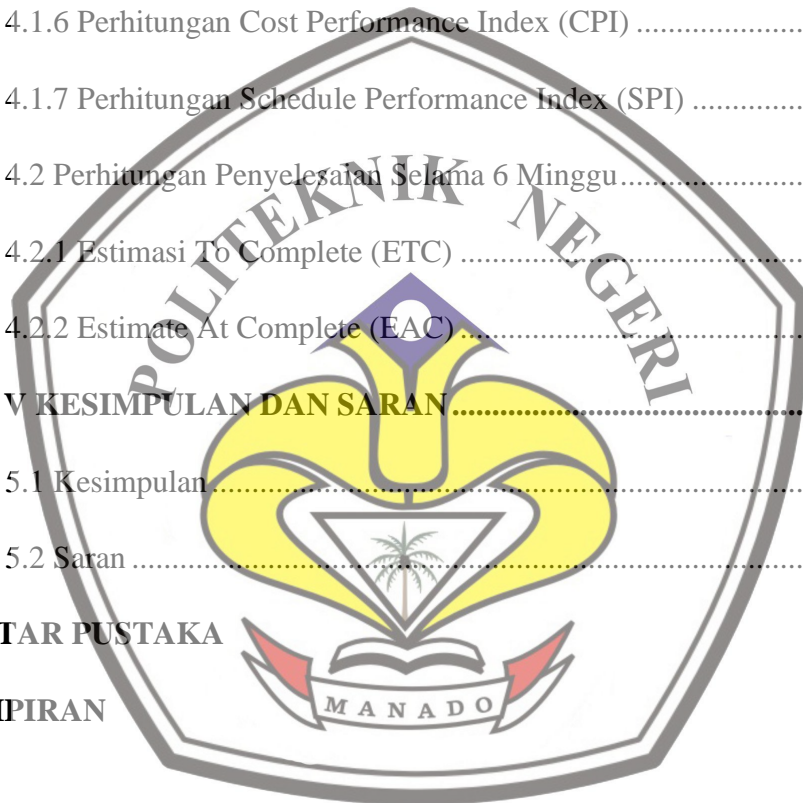 4.1.6 Perhitungan Cost Performance Index (CPI) .....................
4.1.7 Perhitungan Schedule Performance Index (SPI) ..............
4.2 Perhitungan Penyelesaian Selama 6 Minggu.......................
4.2.1 Estimasi To Complete (ETC) ...........................................
4.2.2 Estimate At Complete (EAC) ..........................................
V KESIMPULAN DAN SARAN............................................
5.1 Kesimpulan..........................................................................
5.2 Saran ....................................................................................
TAR PUSTAKA
PIRAN
POLITEKNIK NEGERI
MANADO